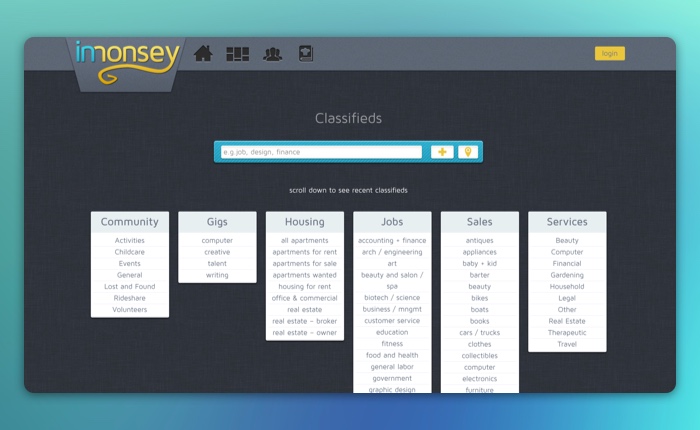 inmonsey
login
Classifieds
e.g job, design, finance
scroll down to see recent classifieds
Community
Activities
Childcare
Events
General
Lost and Found
Rideshare
Volunteers
Gigs
computer
creative
talent
writing
Housing
all apartments
apartments for rent
apartments for sale
apartments wanted
housing for rent
office & commercial
real estate
real estate - broker
real estate - owner
Jobs
accounting + finance
arch / engineering
art
beauty and salon /
spa
biotech / science
business / mngmt
customer service
education
fitness
food and health
general labor
government
graphic design
Sales
antiques
appliances
baby + kid
barter
beauty
bikes
boats
books
cars / trucks
clothes
collectibles
computer
electronics
furniture
Services
Beauty
Computer
Financial
Gardening
Household
Legal
Other
Real Estate
Therapeutic
Travel